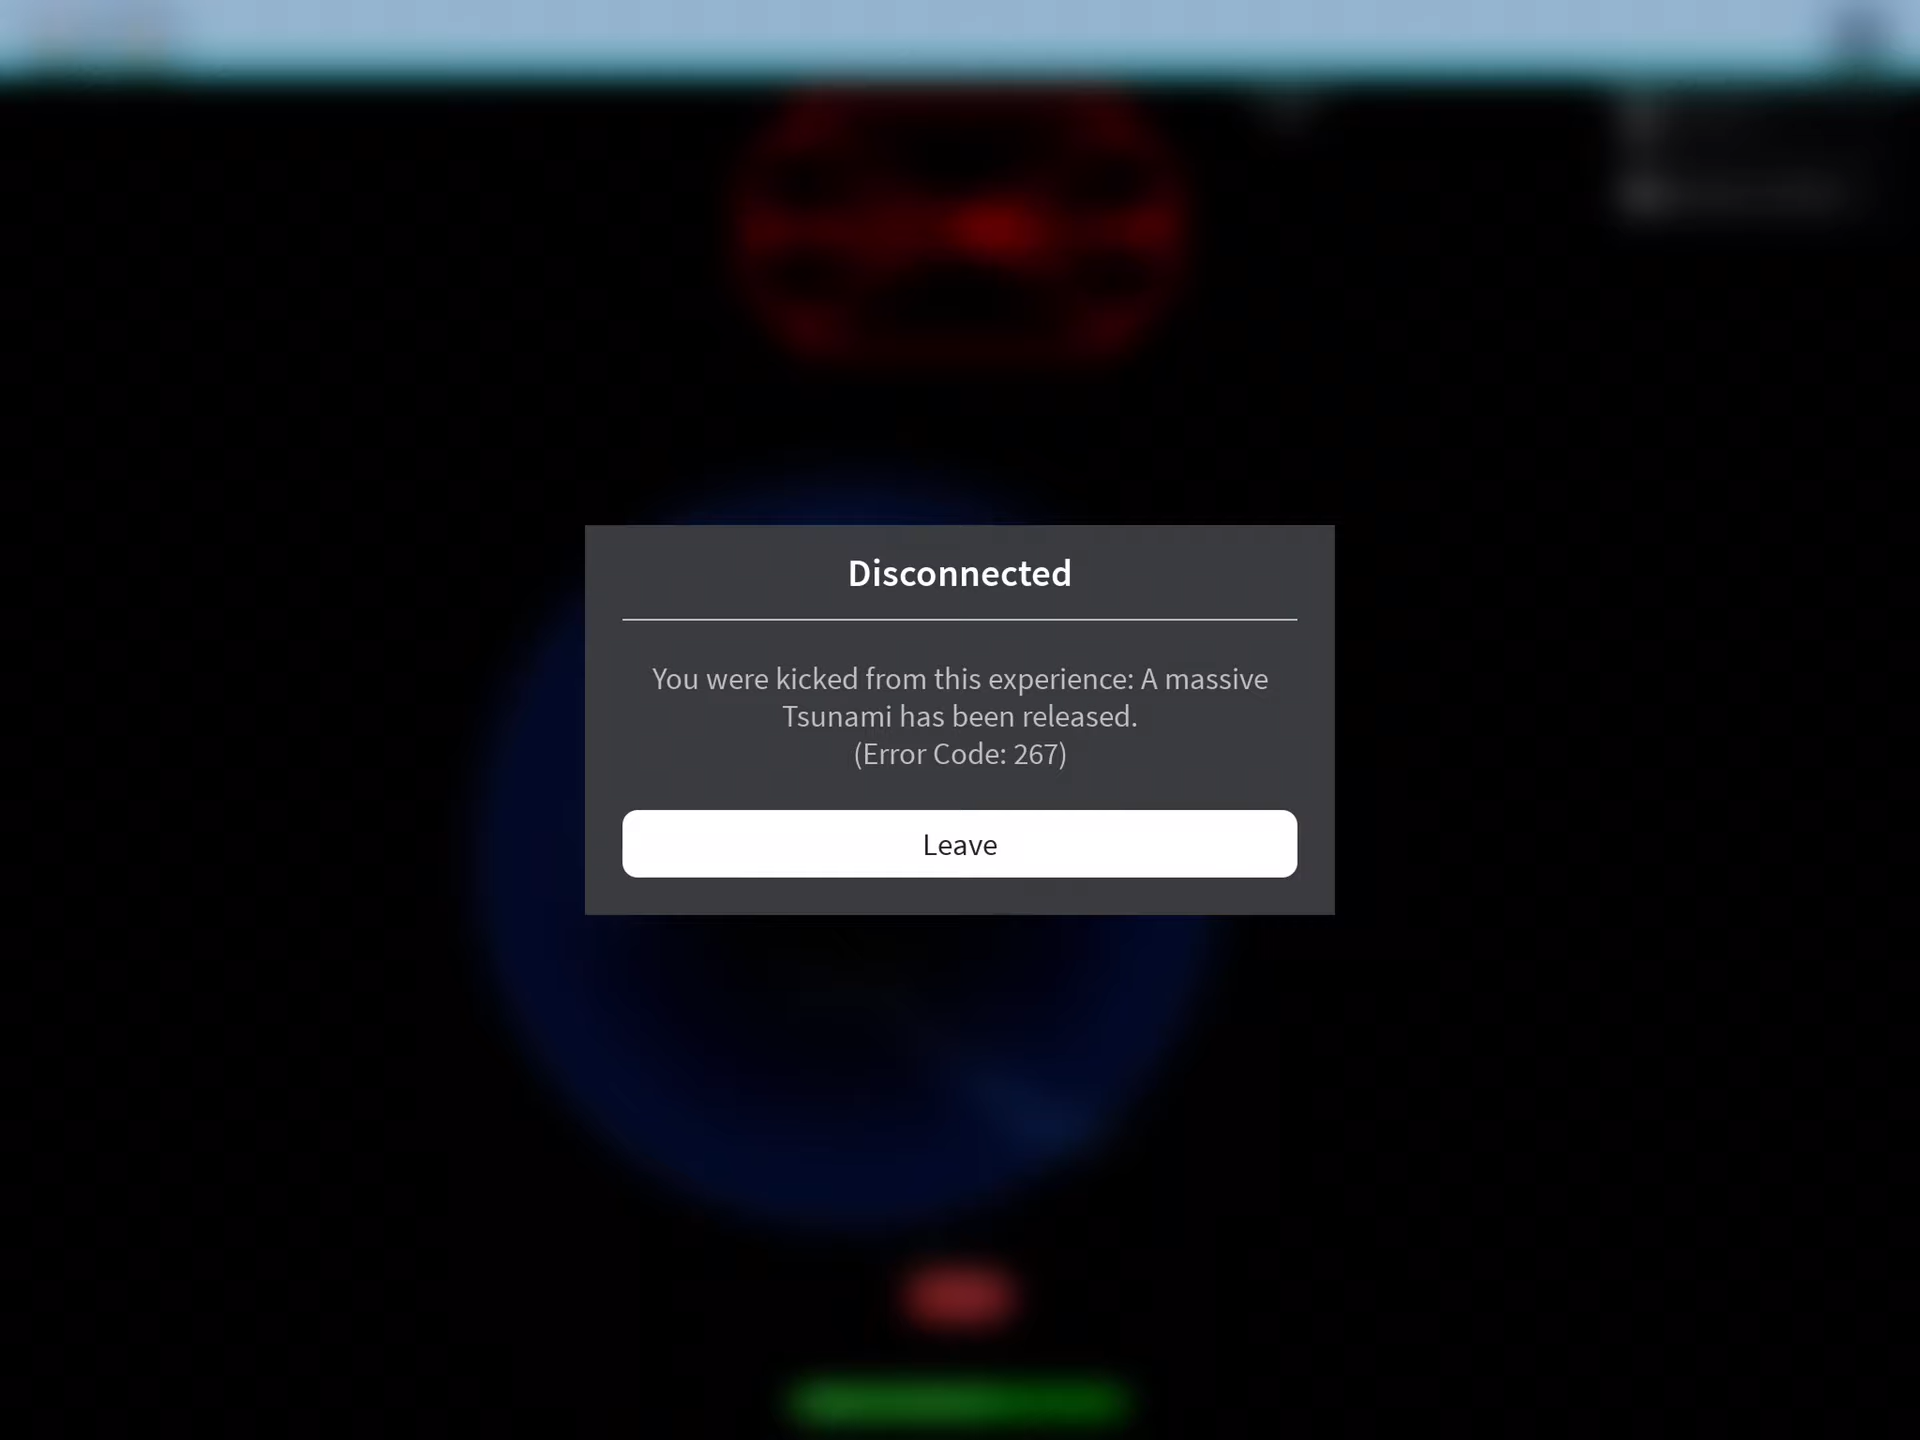 Disconnected
You were kicked from this experience: A massive
Tsunami has been released.
(Error Code: 267)
Leave